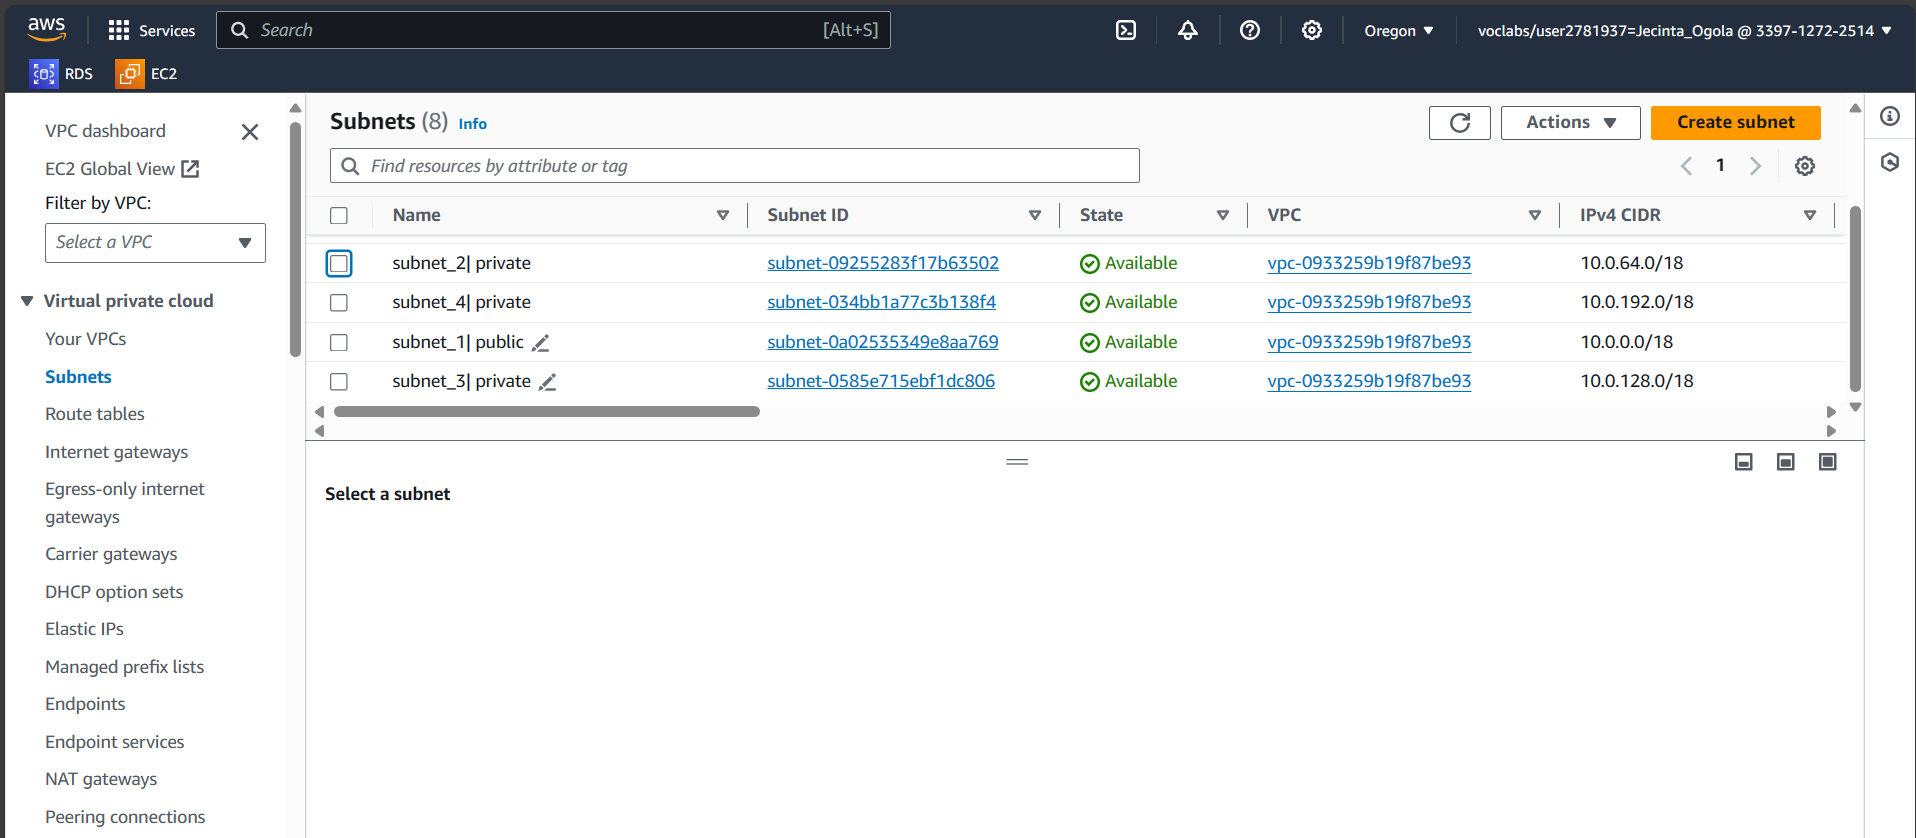 aws
Services
Search [Alt+S]
Oregon
voclabs/user2781937=Jecinta_Ogola @ 3397-1272-2514
RDS
EC2
VPC dashboard
EC2 Global View
Filter by VPC:
Select a VPC
Virtual private cloud
Your VPCs
Subnets
Route tables
Internet gateways
Egress-only internet
gateways
Carrier gateways
DHCP option sets
Elastic IPs
Managed prefix lists
Endpoints
Endpoint services
NAT gateways
Peering connections
Subnets (8) Info
Actions
Create subnet
Find resources by attribute or tag
1
Name Subnet ID State VPC IPv4 CIDR
subnet_2| private subnet-09255283f17b63502 Available vpc-0933259b19f87be93 10.0.64.0/18
subnet_4| private subnet-034bb1a77c3b138f4 Available vpc-0933259b19f87be93 10.0.192.0/18
subnet_1| public subnet-0a02535349e8aa769 Available vpc-0933259b19f87be93 10.0.0.0/18
subnet_3| private subnet-0585e715ebf1dc806 Available vpc-0933259b19f87be93 10.0.128.0/18
Select a subnet